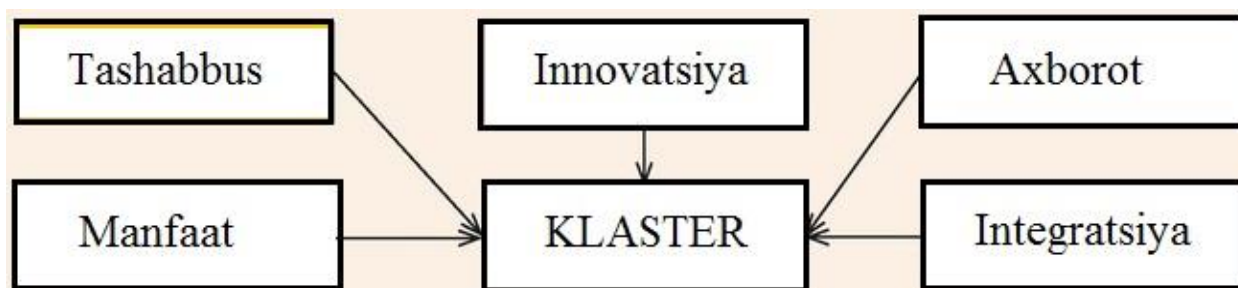 Tashabbus
Innovatsiya
Axborot
Manfaat
KLASTER
Integratsiya